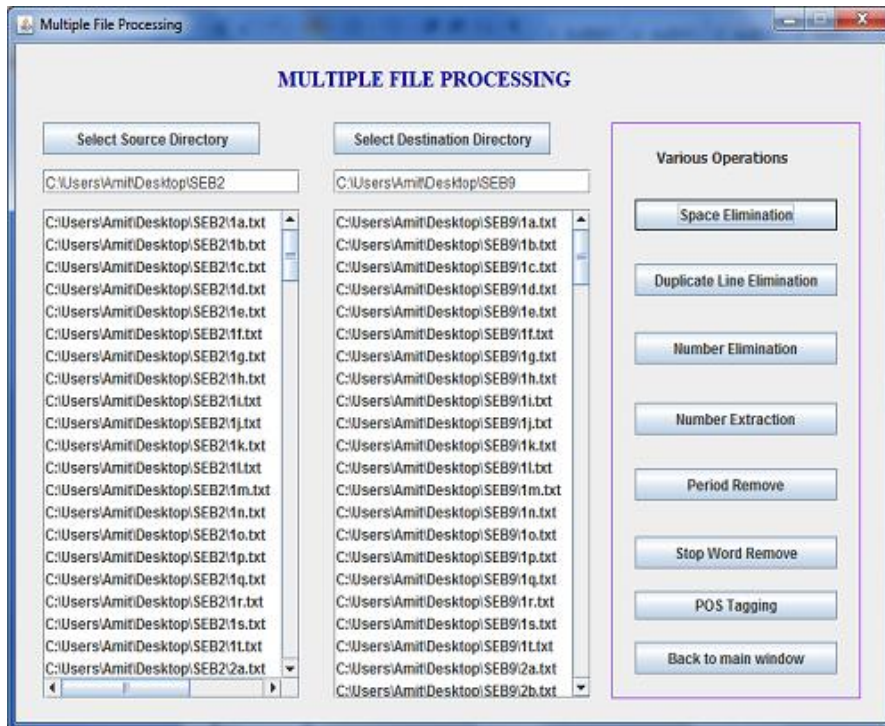 Multiple File Processing
MULTIPLE FILE PROCESSING
Select Source Directory
C:\Users\Amit\Desktop\SEB2
C:\Users\Amit\Desktop\SEB2\1a.txt
C:\Users\Amit\Desktop\SEB2\1b.txt
C:\Users\Amit\Desktop\SEB2\1c.txt
C:\Users\Amit\Desktop\SEB2\1d.txt
C:\Users\Amit\Desktop\SEB2\1e.txt
C:\Users\Amit\Desktop\SEB2\1f.txt
C:\Users\Amit\Desktop\SEB2\1g.txt
C:\Users\Amit\Desktop\SEB2\1h.txt
C:\Users\Amit\Desktop\SEB2\1i.txt
C:\Users\Amit\Desktop\SEB2\1j.txt
C:\Users\Amit\Desktop\SEB2\1k.txt
C:\Users\Amit\Desktop\SEB2\1l.txt
C:\Users\Amit\Desktop\SEB2\1m.txt
C:\Users\Amit\Desktop\SEB2\1n.txt
C:\Users\Amit\Desktop\SEB2\1o.txt
C:\Users\Amit\Desktop\SEB2\1p.txt
C:\Users\Amit\Desktop\SEB2\1q.txt
C:\Users\Amit\Desktop\SEB2\1r.txt
C:\Users\Amit\Desktop\SEB2\1s.txt
C:\Users\Amit\Desktop\SEB2\1t.txt
C:\Users\Amit\Desktop\SEB2\2a.txt
Select Destination Directory
C:\Users\Amit\Desktop\SEB9
C:\Users\Amit\Desktop\SEB9\1a.txt
C:\Users\Amit\Desktop\SEB9\1b.txt
C:\Users\Amit\Desktop\SEB9\1c.txt
C:\Users\Amit\Desktop\SEB9\1d.txt
C:\Users\Amit\Desktop\SEB9\1e.txt
C:\Users\Amit\Desktop\SEB9\1f.txt
C:\Users\Amit\Desktop\SEB9\1g.txt
C:\Users\Amit\Desktop\SEB9\1h.txt
C:\Users\Amit\Desktop\SEB9\1i.txt
C:\Users\Amit\Desktop\SEB9\1j.txt
C:\Users\Amit\Desktop\SEB9\1k.txt
C:\Users\Amit\Desktop\SEB9\1l.txt
C:\Users\Amit\Desktop\SEB9\1m.txt
C:\Users\Amit\Desktop\SEB9\1n.txt
C:\Users\Amit\Desktop\SEB9\1o.txt
C:\Users\Amit\Desktop\SEB9\1p.txt
C:\Users\Amit\Desktop\SEB9\1q.txt
C:\Users\Amit\Desktop\SEB9\1r.txt
C:\Users\Amit\Desktop\SEB9\1s.txt
C:\Users\Amit\Desktop\SEB9\1t.txt
C:\Users\Amit\Desktop\SEB9\2a.txt
C:\Users\Amit\Desktop\SEB9\2b.txt
Various Operations
Space Elimination
Duplicate Line Elimination
Number Elimination
Number Extraction
Period Remove
Stop Word Remove
POS Tagging
Back to main window